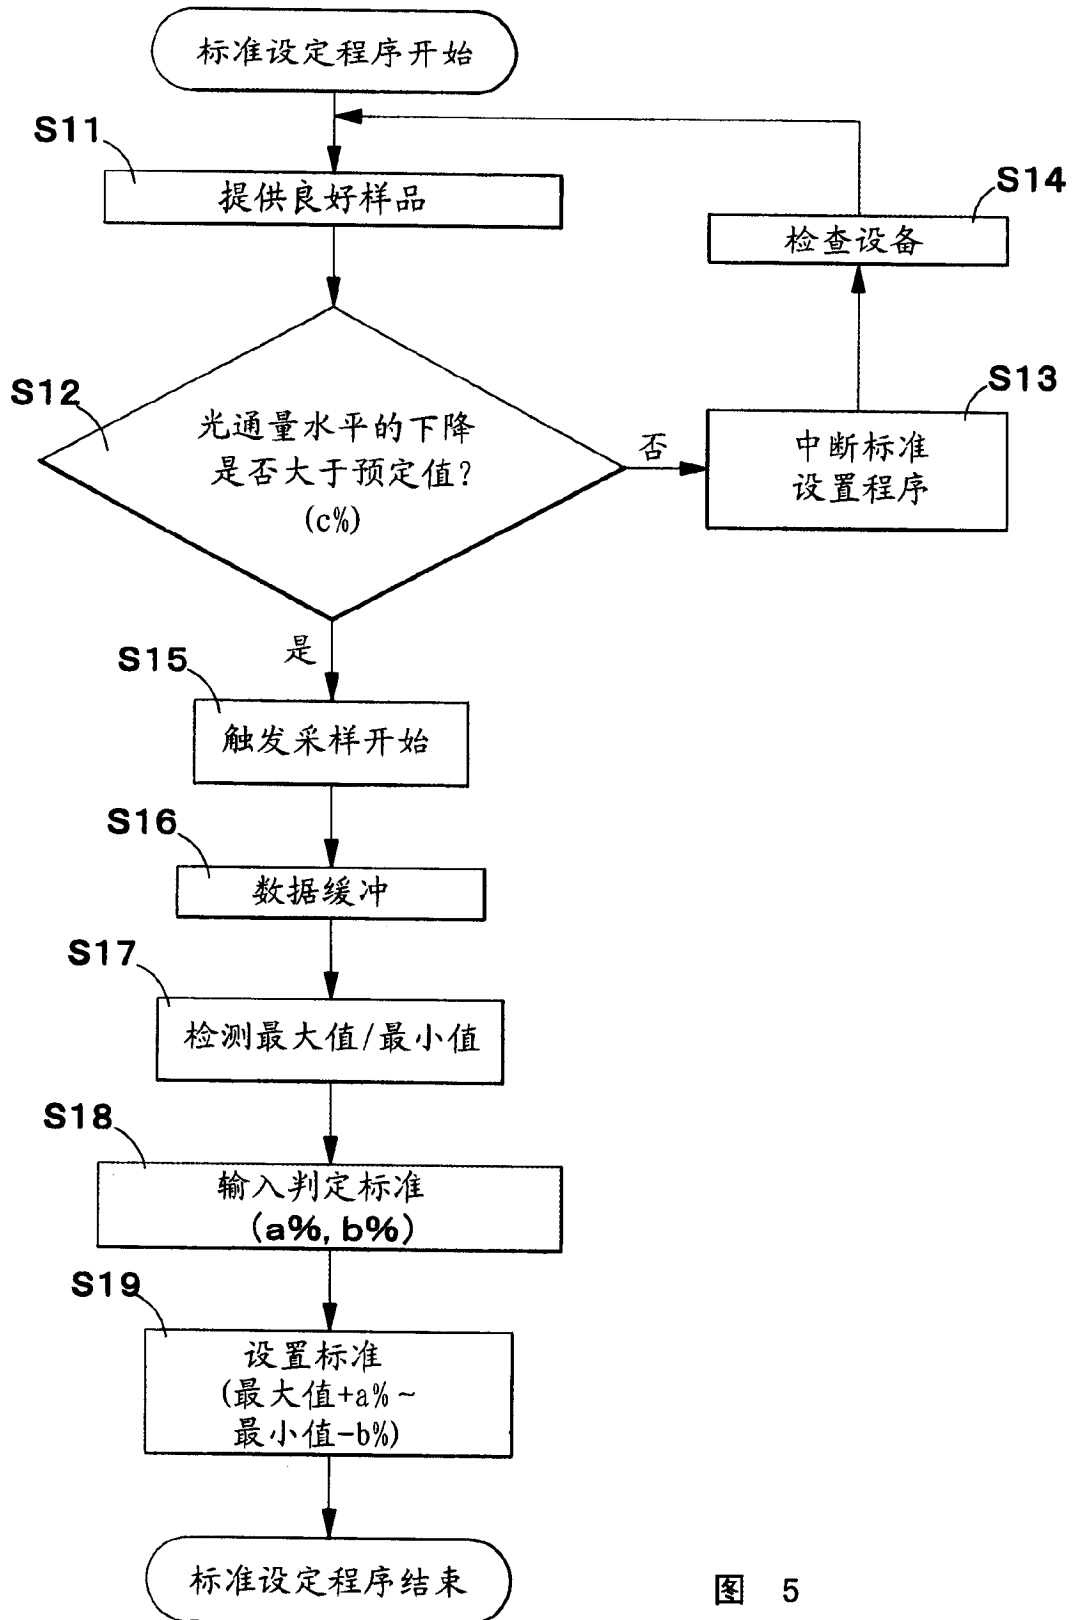 标准设定程序开始
S11
提供良好样品
S14
检查设备
S12
光通量水平的下降
是否大于预定值?
(c%)
否
S13
中断标准
设置程序
是
S15
触发采样开始
S16
数据缓冲
S17
检测最大值/最小值
S18
输入判定标准
(a%, b%)
S19
设置标准
(最大值+a%~
最小值-b%)
标准设定程序结束
图 5